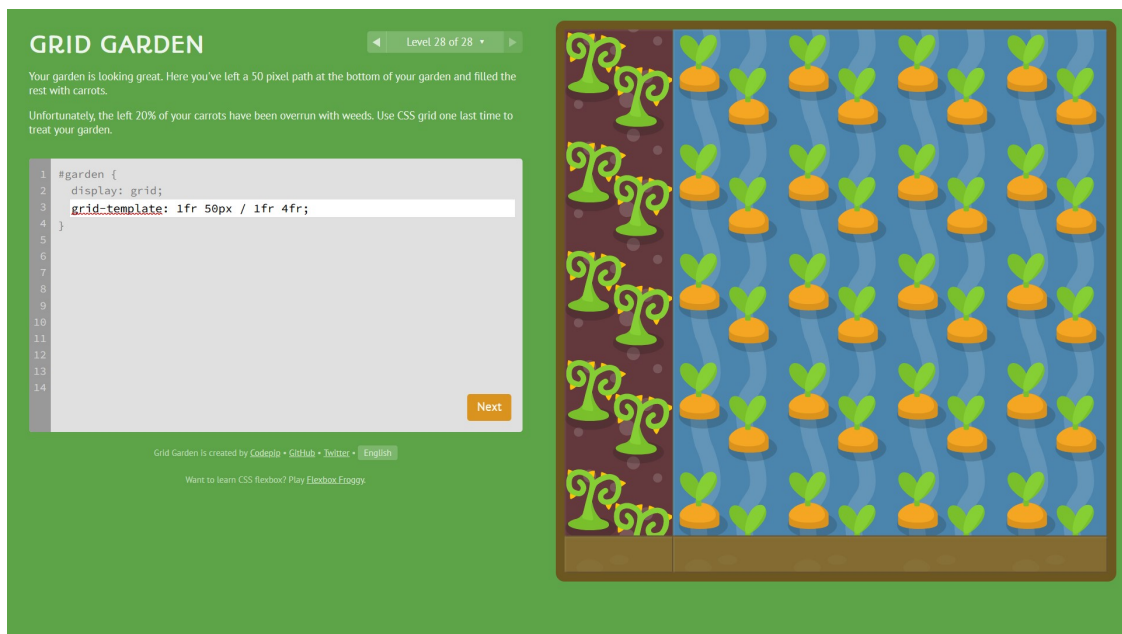 GRID GARDEN
◀ Level 28 of 28 ▾ ▶
Your garden is looking great. Here you've left a 50 pixel path at the bottom of your garden and filled the
rest with carrots.
Unfortunately, the left 20% of your carrots have been overrun with weeds. Use CSS grid one last time to
treat your garden.
1 #garden {
2 display: grid;
3 grid-template: 1fr 50px / 1fr 4fr;
4 }
5
6
7
8
9
10
11
12
13
14
Next
Grid Garden is created by Codepip • GitHub • Twitter • English
Want to learn CSS flexbox? Play Flexbox Froggy.